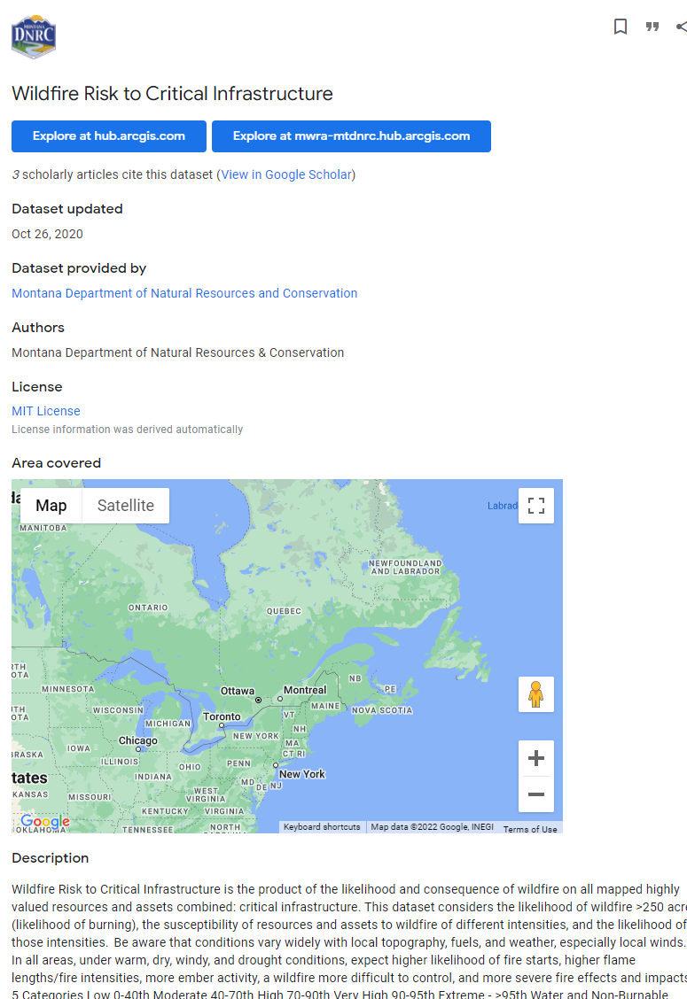 MONTANA
DNRC
Wildfire Risk to Critical Infrastructure
Explore at hub.arcgis.com
Explore at mwra-mtdnrc.hub.arcgis.com
3 scholarly articles cite this dataset (View in Google Scholar)
Dataset updated
Oct 26, 2020
Dataset provided by
Montana Department of Natural Resources and Conservation
Authors
Montana Department of Natural Resources & Conservation
License
MIT License
License information was derived automatically
Area covered
da
Map
Satellite
Labrad
MANITOBA
NEWFOUNDLAND
AND LABRADOR
ONTARIO
QUEBEC
RTH
OTA
NB
PE
MINNESOTA
Ottawa
Montreal
MAINE
NOVA SCOTIA
WISCONSIN
TH
OTA
MICHIGAN
Toronto
VT
NH
NEW YORK
MA
CT RI
Chicago
IOWA
BRASKA
ILLINOIS
OHIO
PENN
New York
INDIANA
MD
DE
NJ
tates
KANSAS
MISSOURI
WEST
VIRGINIA
KENTUCKY
VIRGINIA
Google
OKLAHOMA
TENNESSEE
NORTH
CAROLINA
Keyboard shortcuts
Map data ©2022 Google, INEGI
Terms of Use
Description
Wildfire Risk to Critical Infrastructure is the product of the likelihood and consequence of wildfire on all mapped highly
valued resources and assets combined: critical infrastructure. This dataset considers the likelihood of wildfire >250 acre
(likelihood of burning), the susceptibility of resources and assets to wildfire of different intensities, and the likelihood of
those intensities. Be aware that conditions vary widely with local topography, fuels, and weather, especially local winds.
In all areas, under warm, dry, windy, and drought conditions, expect higher likelihood of fire starts, higher flame
lengths/fire intensities, more ember activity, a wildfire more difficult to control, and more severe fire effects and impacts
5 Categories Low 0-40th Moderate 40-70th High 70-90th Very High 90-95th Extreme - >95th Water and Non-Burnable